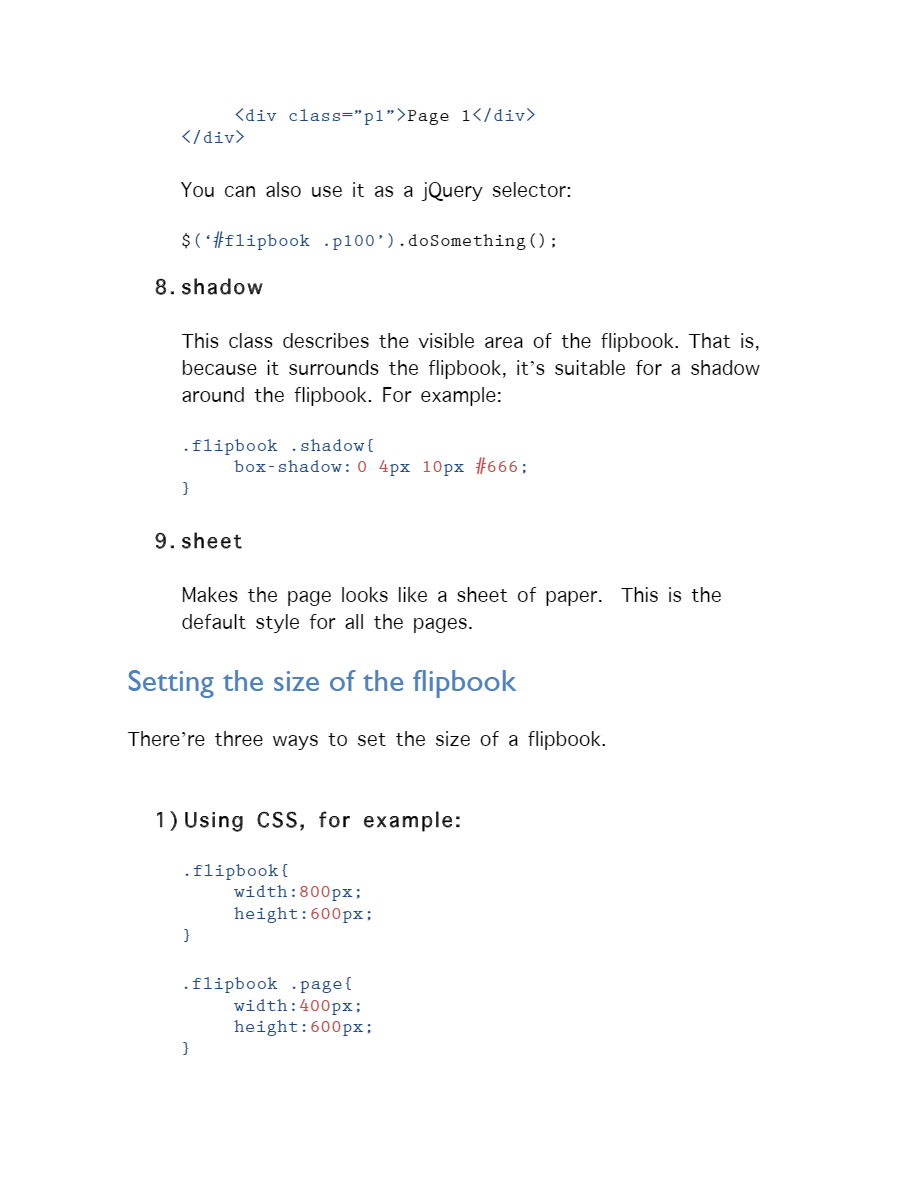 <div class=”p1”>Page 1</div>
</div>
You can also use it as a jQuery selector:
$(‘#flipbook .p100’).doSomething();
8. shadow
This class describes the visible area of the flipbook. That is,
because it surrounds the flipbook, it’s suitable for a shadow
around the flipbook. For example:
.flipbook .shadow{
box-shadow: 0 4px 10px #666;
}
9. sheet
Makes the page looks like a sheet of paper. This is the
default style for all the pages.
Setting the size of the flipbook
There’re three ways to set the size of a flipbook.
1) Using CSS, for example:
.flipbook{
width:800px;
height:600px;
}
.flipbook .page{
width:400px;
height:600px;
}